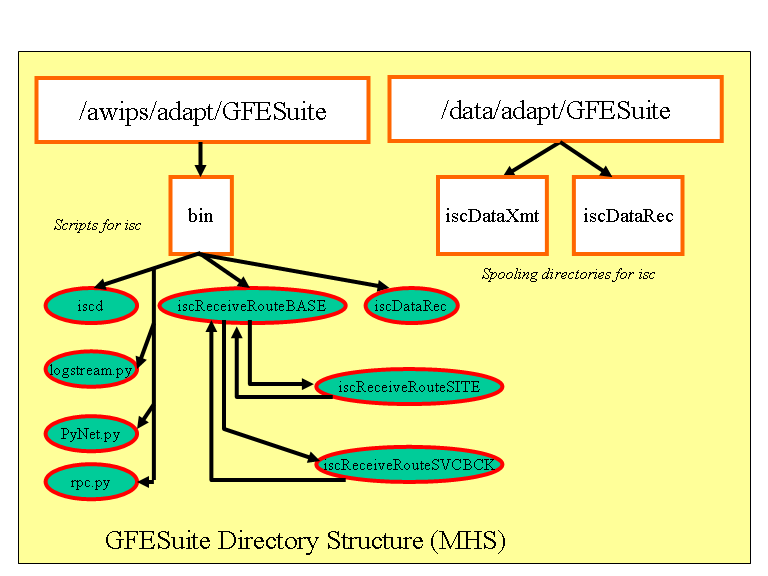 /awips/adapt/GFESuite
/data/adapt/GFESuite
bin
iscDataXmt
iscDataRec
Scripts for isc
Spooling directories for isc
iscd
iscReceiveRouteBASE
iscDataRec
logstream.py
iscReceiveRouteSITE
PyNet.py
iscReceiveRouteSVCBCK
rpc.py
GFESuite Directory Structure (MHS)